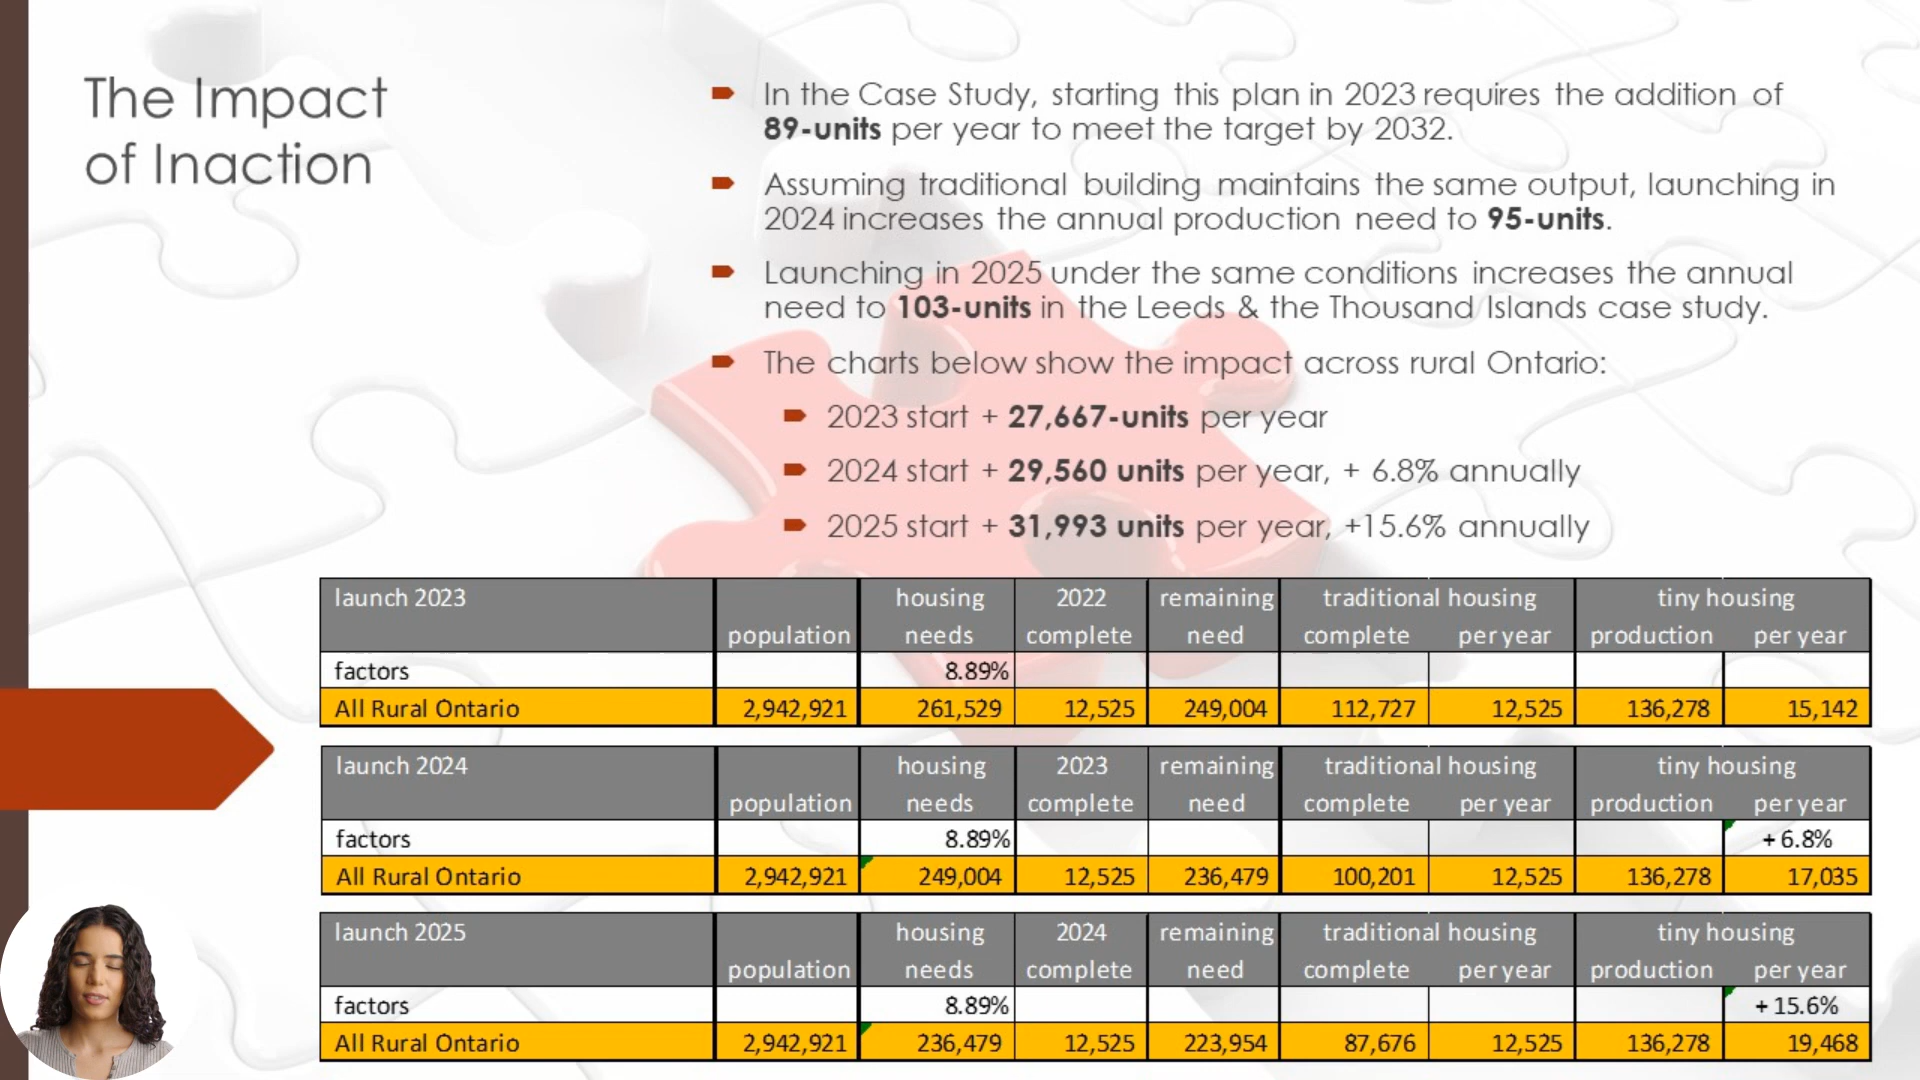 The Impact
of Inaction
In the Case Study, starting this plan in 2023 requires the addition of
89-units per year to meet the target by 2032.
Assuming traditional building maintains the same output, launching in
2024 increases the annual production need to 95-units.
Launching in 2025 under the same conditions increases the annual
need to 103-units in the Leeds & the Thousand Islands case study.
The charts below show the impact across rural Ontario:
2023 start + 27,667-units per year
2024 start + 29,560 units per year, + 6.8% annually
2025 start + 31,993 units per year, +15.6% annually
launch 2023 housing 2022 remaining traditional housing tiny housing
population needs complete need complete per year production per year
factors 8.89%
All Rural Ontario 2,942,921 261,529 12,525 249,004 112,727 12,525 136,278 15,142
launch 2024 housing 2023 remaining traditional housing tiny housing
population needs complete need complete per year production per year
factors 8.89% + 6.8%
All Rural Ontario 2,942,921 249,004 12,525 236,479 100,201 12,525 136,278 17,035
launch 2025 housing 2024 remaining traditional housing tiny housing
population needs complete need complete per year production per year
factors 8.89% + 15.6%
All Rural Ontario 2,942,921 236,479 12,525 223,954 87,676 12,525 136,278 19,468